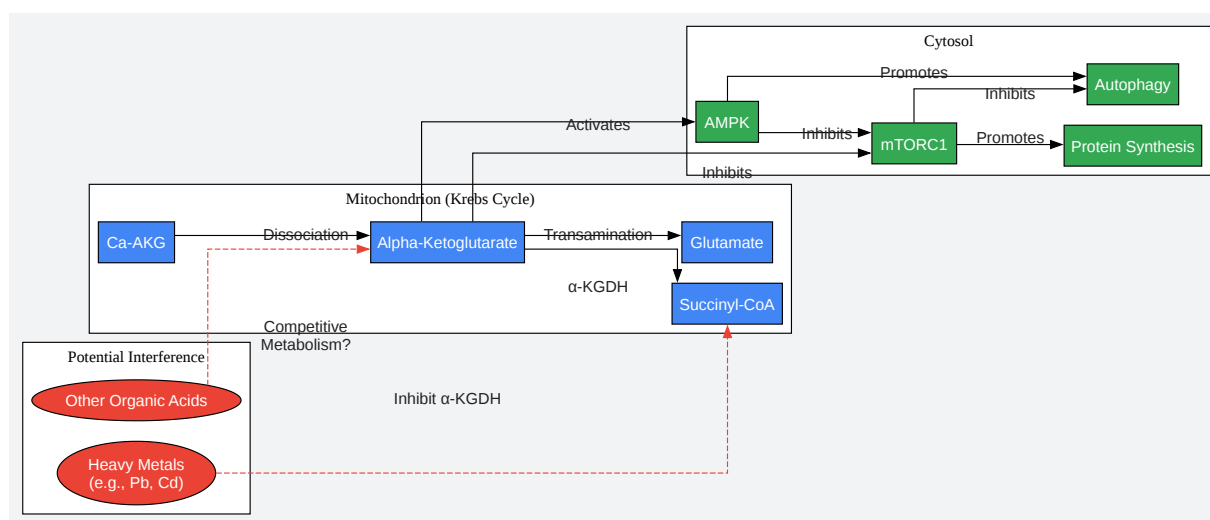 Cytosol
Promotes
Autophagy
Inhibits
AMPK
Activates
Inhibits
mTORC1
Promotes
Protein Synthesis
Inhibits
Mitochondrion (Krebs Cycle)
Ca-AKG
Dissociation
Alpha-Ketoglutarate
Transamination
Glutamate
α-KGDH
Succinyl-CoA
Competitive
Metabolism?
Potential Interference
Other Organic Acids
Inhibit α-KGDH
Heavy Metals
(e.g., Pb, Cd)